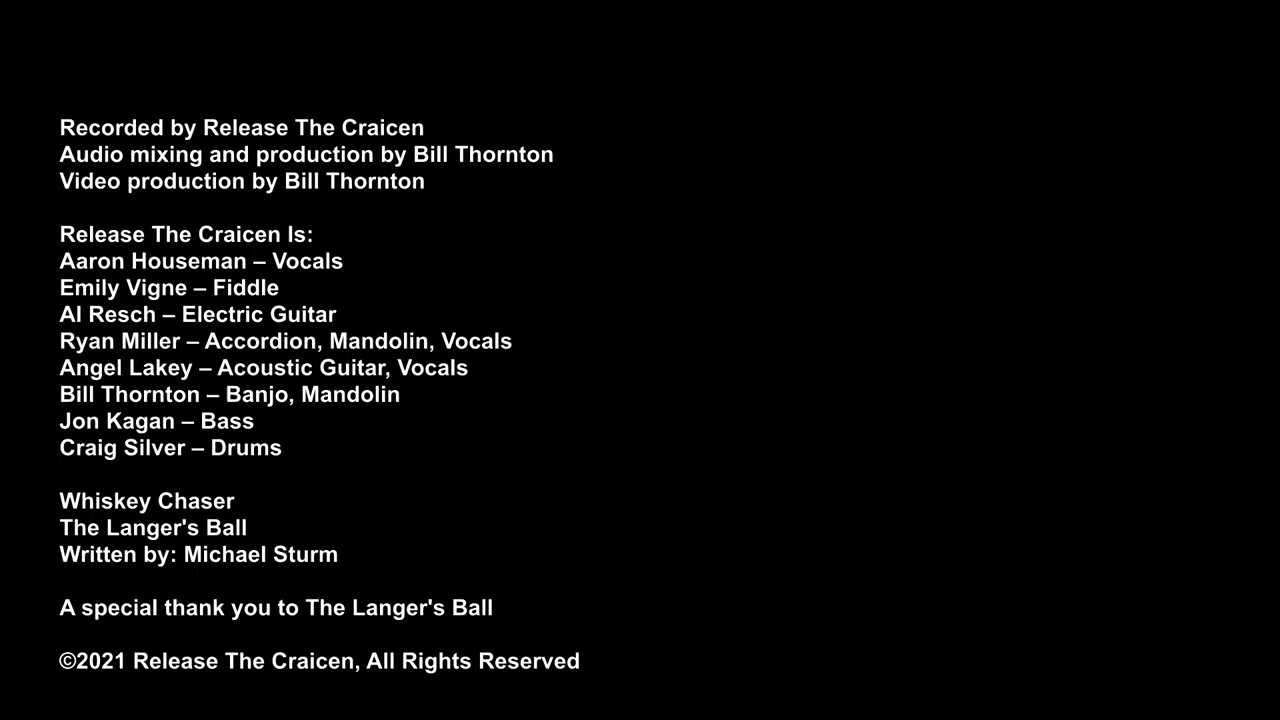 Recorded by Release The Craicen
Audio mixing and production by Bill Thornton
Video production by Bill Thornton
Release The Craicen Is:
Aaron Houseman – Vocals
Emily Vigne – Fiddle
Al Resch – Electric Guitar
Ryan Miller – Accordion, Mandolin, Vocals
Angel Lakey – Acoustic Guitar, Vocals
Bill Thornton – Banjo, Mandolin
Jon Kagan – Bass
Craig Silver – Drums
Whiskey Chaser
The Langer's Ball
Written by: Michael Sturm
A special thank you to The Langer's Ball
©2021 Release The Craicen, All Rights Reserved